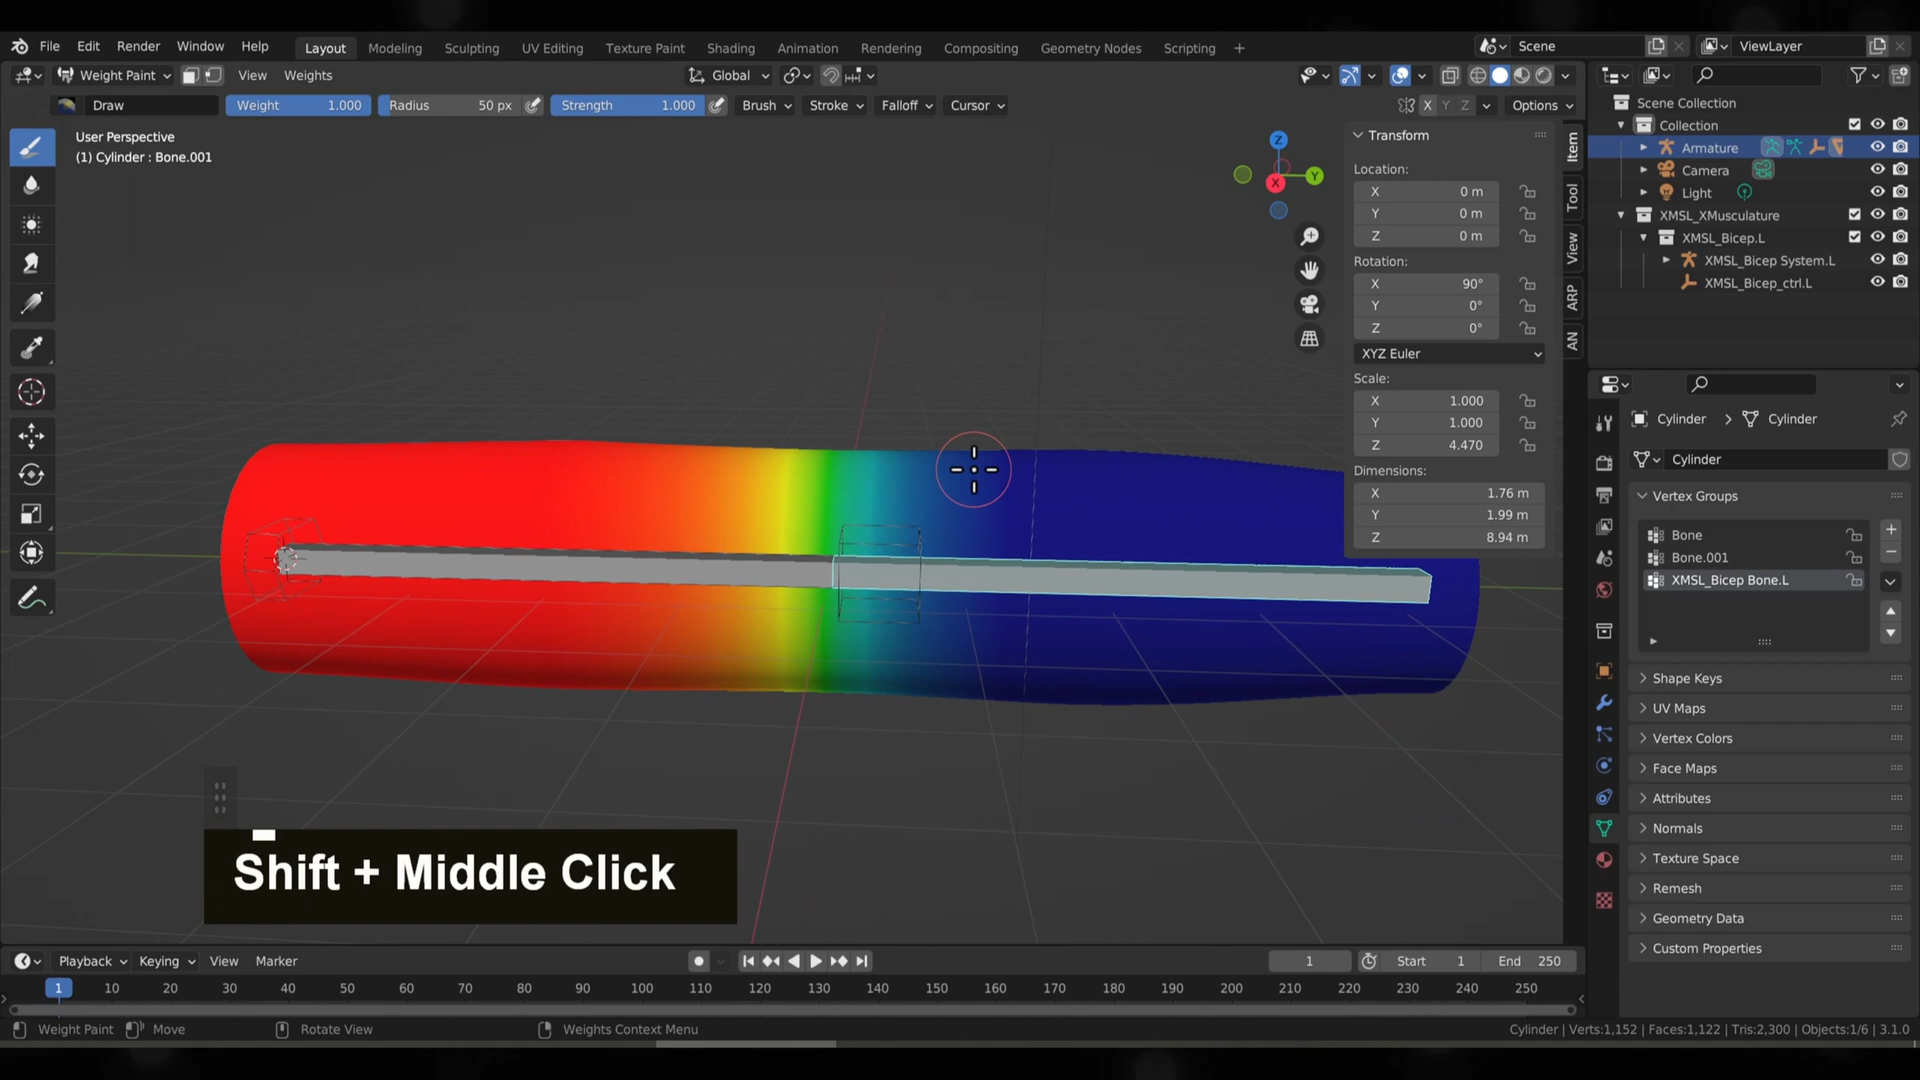 File Edit Render Window Help Layout Modeling Sculpting UV Editing Texture Paint Shading Animation Rendering Compositing Geometry Nodes Scripting + Scene ViewLayer
Weight Paint View Weights Global
Draw Weight 1.000 Radius 50 px Strength 1.000 Brush Stroke Falloff Cursor X Y Z Options
User Perspective
(1) Cylinder : Bone.001
Z
Y
X
Transform
Location:
X 0 m
Y 0 m
Z 0 m
Rotation:
X 90°
Y 0°
Z 0°
XYZ Euler
Scale:
X 1.000
Y 1.000
Z 4.470
Dimensions:
X 1.76 m
Y 1.99 m
Z 8.94 m
Item
Tool
View
ARP
AN
Scene Collection
Collection
Armature
Camera
Light
XMSL_XMusculature
XMSL_Bicep.L
XMSL_Bicep System.L
XMSL_Bicep_ctrl.L
Cylinder > Cylinder
Cylinder
Vertex Groups
Bone
Bone.001
XMSL_Bicep Bone.L
Shape Keys
UV Maps
Vertex Colors
Face Maps
Attributes
Normals
Texture Space
Remesh
Geometry Data
Custom Properties
Shift + Middle Click
Playback Keying View Marker 1 Start 1 End 250
1 10 20 30 40 50 60 70 80 90 100 110 120 130 140 150 160 170 180 190 200 210 220 230 240 250
Weight Paint Move Rotate View Weights Context Menu Cylinder | Verts:1,152 | Faces:1,122 | Tris:2,300 | Objects:1/6 | 3.1.0